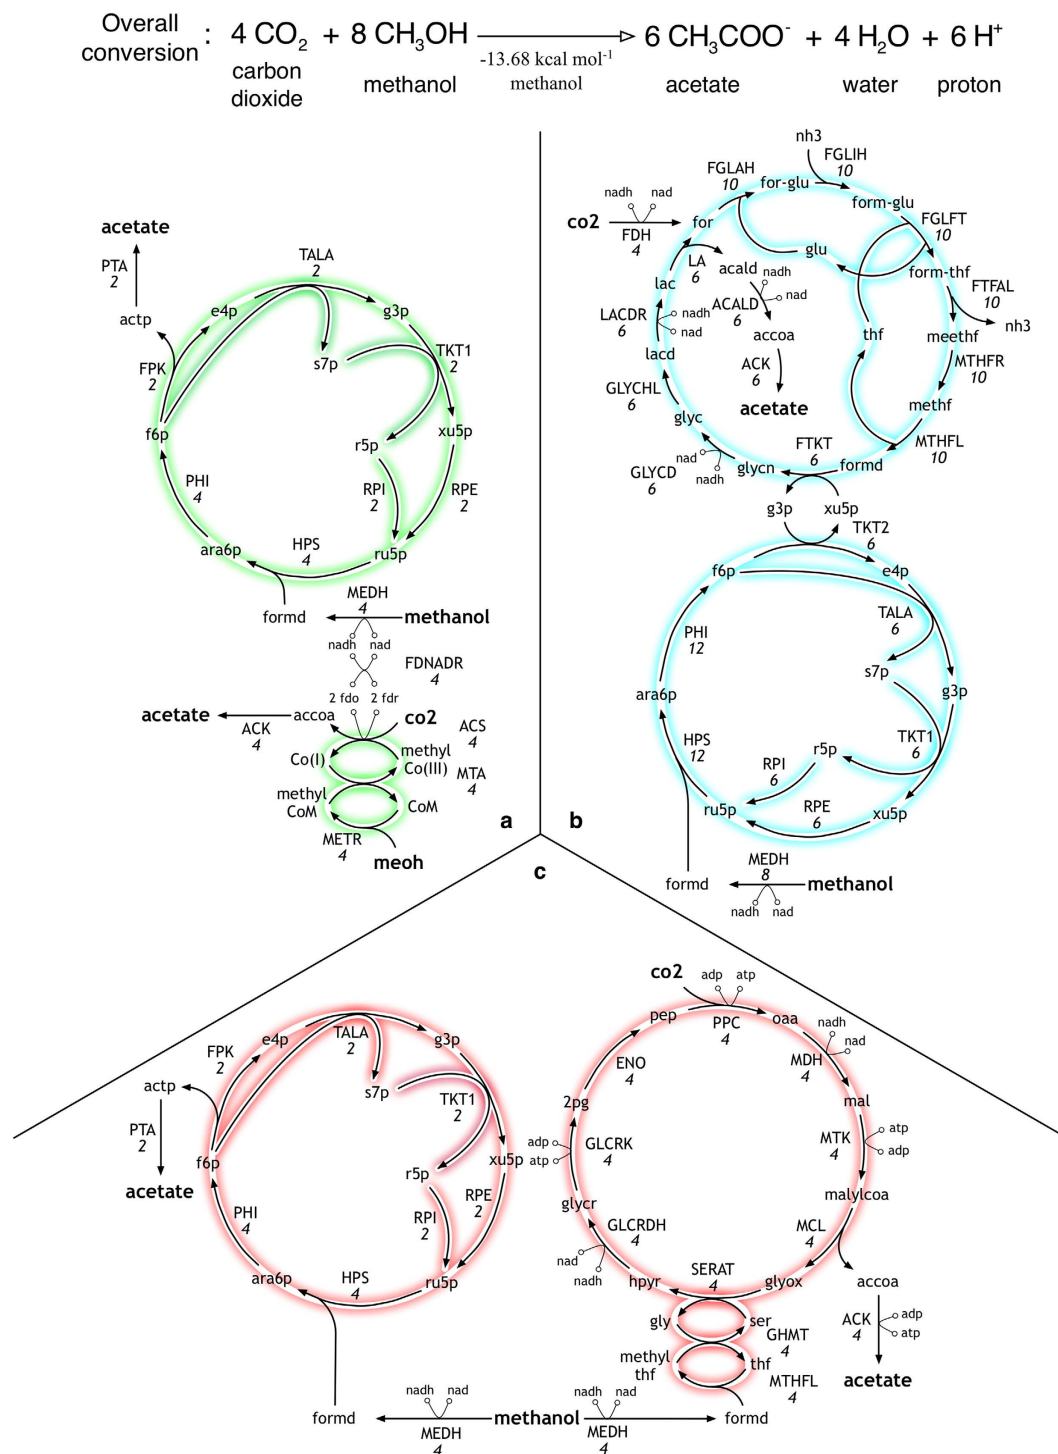 Overall conversion : 4 CO2 + 8 CH3OH → 6 CH3COO- + 4 H2O + 6 H+
-13.68 kcal mol-1
methanol
carbon dioxide
methanol
acetate
water
proton
acetate
PTA
2
actp
FPK
2
e4p
TALA
2
g3p
s7p
TKT1
2
f6p
r5p
xu5p
PHI
4
RPI
2
RPE
2
ara6p
HPS
4
ru5p
formd
MEDH
4
methanol
nadh
nad
FDNADR
4
2 fdo
2 fdr
acetate
ACK
4
accoa
co2
ACS
4
Co(I)
methyl
Co(III)
MTA
4
methyl
CoM
CoM
METR
4
meoh
a
b
nh3
FGLIH
10
FGLAH
10
for-glu
form-glu
nadh
nad
co2
FDH
4
for
FGLFT
10
glu
LA
6
acald
nadh
nad
form-thf
FTFAL
10
nh3
lac
ACALD
6
LACDR
6
nadh
nad
accoa
thf
meethf
lacd
ACK
6
MTHFR
10
GLYCHL
6
acetate
methf
glyc
FTKT
6
MTHFL
10
nad
nadh
GLYCD
6
glycn
formd
g3p
xu5p
TKT2
6
f6p
e4p
TALA
6
PHI
12
s7p
ara6p
g3p
HPS
12
TKT1
6
r5p
RPI
6
ru5p
RPE
6
xu5p
MEDH
8
formd
methanol
nadh
nad
c
TALA
2
e4p
g3p
FPK
2
actp
s7p
TKT1
2
PTA
2
f6p
r5p
xu5p
acetate
RPE
2
PHI
4
RPI
2
ara6p
HPS
4
ru5p
formd
nadh
nad
MEDH
4
methanol
nadh
nad
MEDH
4
formd
co2
adp
atp
pep
PPC
4
oaa
nadh
nad
MDH
4
ENO
4
2pg
mal
adp
atp
GLCRK
4
MTK
4
atp
adp
glycr
malylcoa
GLCRDH
4
MCL
4
nad
nadh
hpyr
SERAT
4
glyox
accoa
gly
ser
GHMT
4
ACK
4
adp
atp
methyl
thf
thf
MTHFL
4
acetate